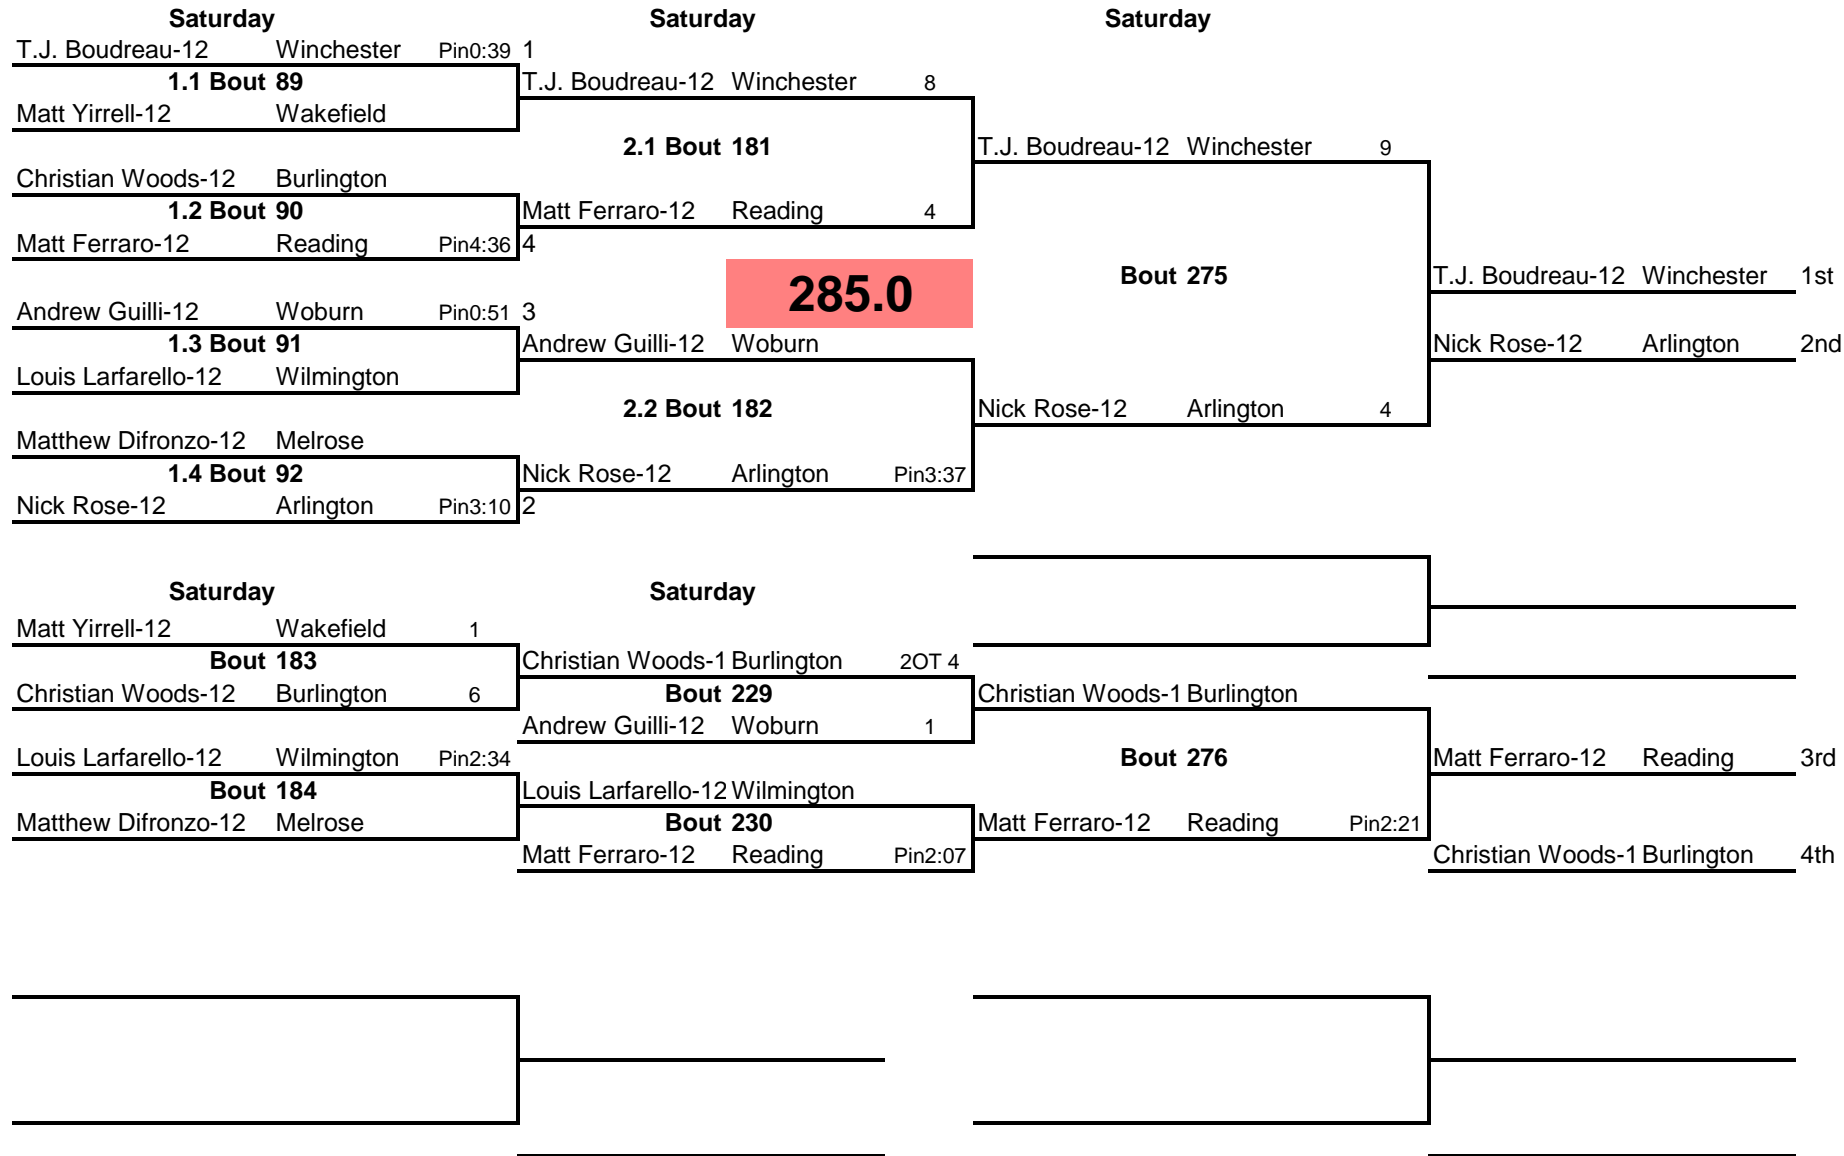 Saturday Saturday Saturday
T.J. Boudreau-12 Winchester Pin0:39 1
1.1 Bout 89 T.J. Boudreau-12 Winchester 8
Matt Yirrell-12 Wakefield
2.1 Bout 181 T.J. Boudreau-12 Winchester 9
Christian Woods-12 Burlington
1.2 Bout 90 Matt Ferraro-12 Reading 4
Matt Ferraro-12 Reading Pin4:36 4
285.0 Bout 275 T.J. Boudreau-12 Winchester 1st
Andrew Guilli-12 Woburn Pin0:51 3
1.3 Bout 91 Andrew Guilli-12 Woburn Nick Rose-12 Arlington 2nd
Louis Larfarello-12 Wilmington
2.2 Bout 182 Nick Rose-12 Arlington 4
Matthew Difronzo-12 Melrose
1.4 Bout 92 Nick Rose-12 Arlington Pin3:37
Nick Rose-12 Arlington Pin3:10 2
Saturday Saturday
Matt Yirrell-12 Wakefield 1
Bout 183 Christian Woods-1 Burlington 2OT 4
Christian Woods-12 Burlington 6 Bout 229 Christian Woods-1 Burlington
Andrew Guilli-12 Woburn 1
Louis Larfarello-12 Wilmington Pin2:34 Bout 276 Matt Ferraro-12 Reading 3rd
Bout 184 Louis Larfarello-12 Wilmington
Matthew Difronzo-12 Melrose Bout 230 Matt Ferraro-12 Reading Pin2:21
Matt Ferraro-12 Reading Pin2:07 Christian Woods-1 Burlington 4th